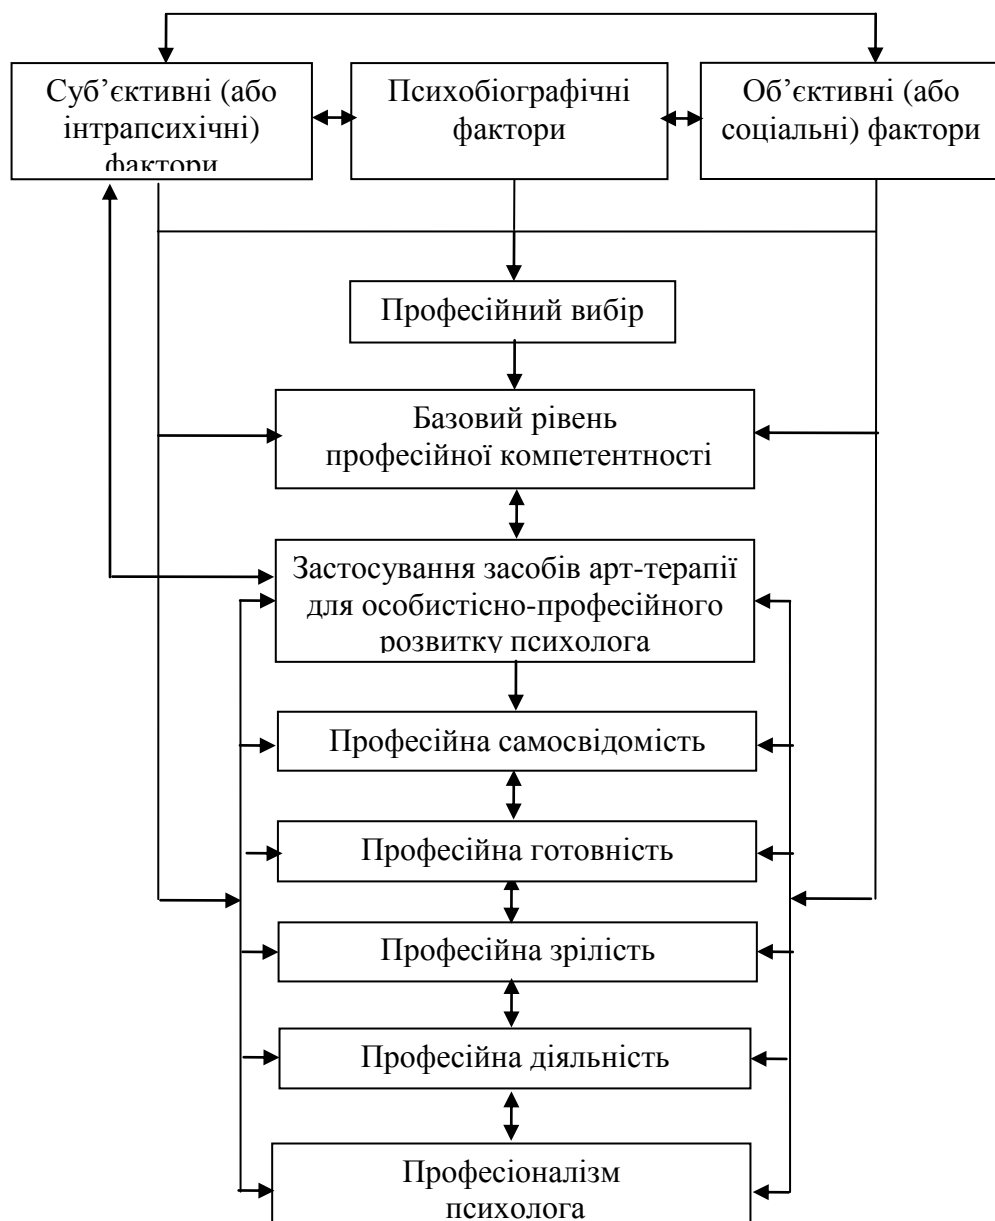 Суб’єктивні (або
інтрапсихічні)
фактори
Психобіографічні
фактори
Об’єктивні (або
соціальні) фактори
Професійний вибір
Базовий рівень
професійної компетентності
Застосування засобів арт-терапії
для особистісно-професійного
розвитку психолога
Професійна самосвідомість
Професійна готовність
Професійна зрілість
Професійна діяльність
Професіоналізм
психолога